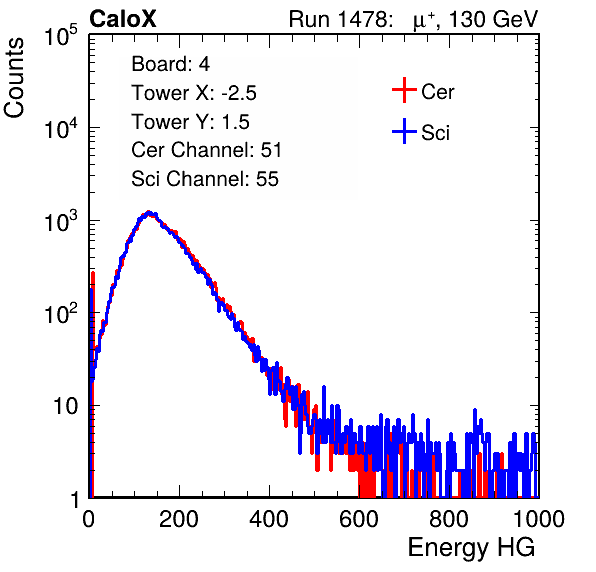 CaloX Run 1478: μ⁺, 130 GeV
Counts
Board: 4
Tower X: -2.5
Tower Y: 1.5
Cer Channel: 51
Sci Channel: 55
Cer
Sci
10⁵
10⁴
10³
10²
10
1
0 200 400 600 800 1000
Energy HG